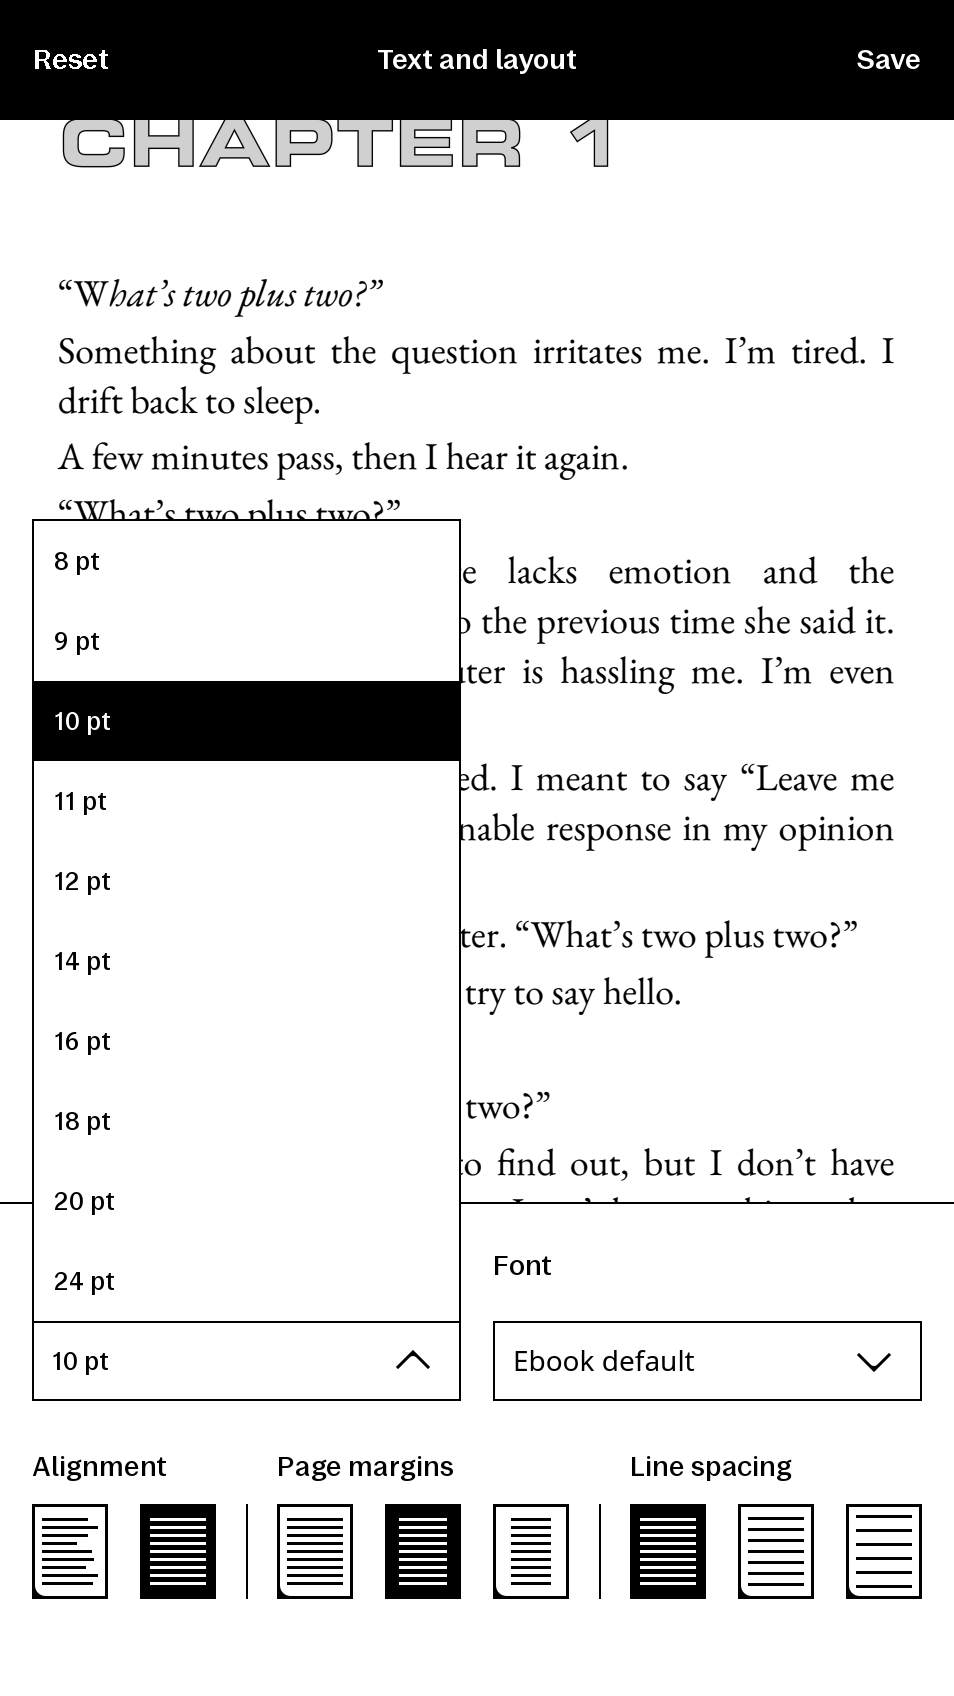 Reset Text and layout Save
CHAPTER 1
“What’s two plus two?”
Something about the question irritates me. I’m tired. I
drift back to sleep.
A few minutes pass, then I hear it again.
“What’s two plus two?”
lacks emotion and the
the previous time she said it.
is hassling me. I’m even
I meant to say “Leave me
response in my opinion
“What’s two plus two?”
try to say hello.
two?”
find out, but I don’t have
8 pt
9 pt
10 pt
11 pt
12 pt
14 pt
16 pt
18 pt
20 pt
24 pt
Font
10 pt
Ebook default
Alignment Page margins Line spacing